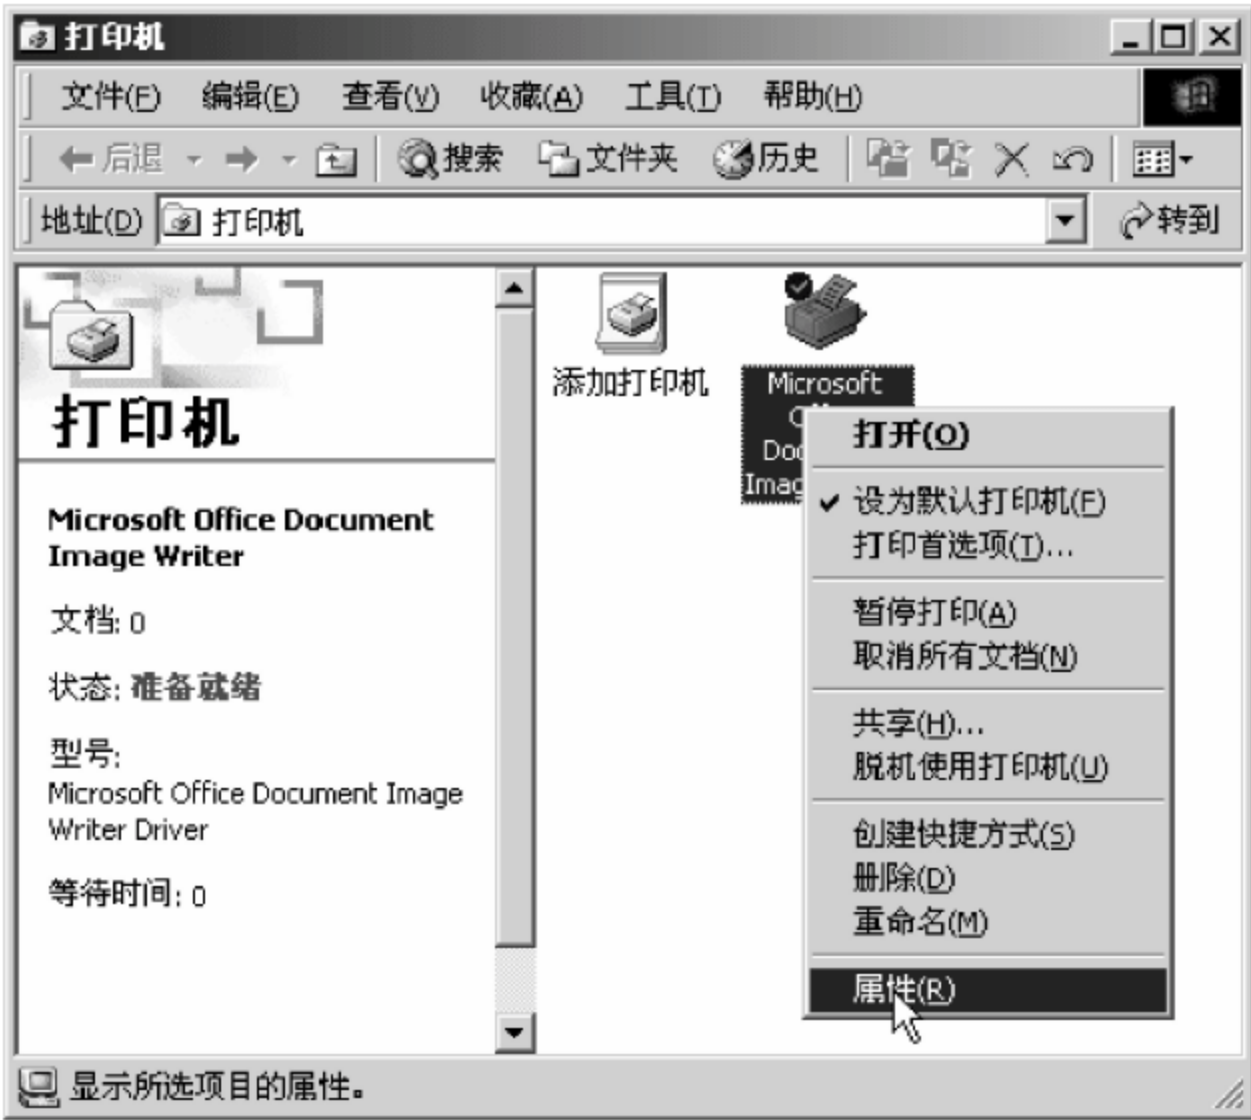 打印机
文件(F) 编辑(E) 查看(V) 收藏(A) 工具(T) 帮助(H)
后退 搜索 文件夹 历史
地址(D) 打印机 转到
打印机
Microsoft Office Document
Image Writer
文档: 0
状态: 准备就绪
型号:
Microsoft Office Document Image
Writer Driver
等待时间: 0
添加打印机
Microsoft
打开(O)
设为默认打印机(F)
打印首选项(T)...
暂停打印(A)
取消所有文档(N)
共享(H)...
脱机使用打印机(U)
创建快捷方式(S)
删除(D)
重命名(M)
属性(R)
显示所选项目的属性。